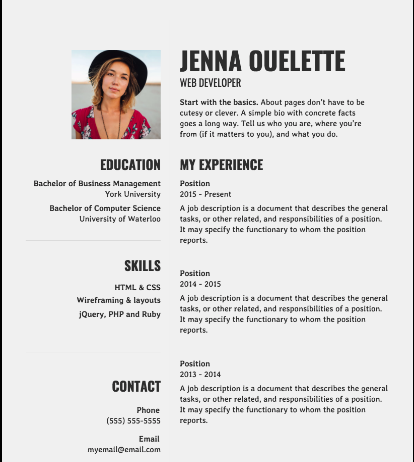 JENNA OUELETTE
WEB DEVELOPER
Start with the basics. About pages don't have to be
cutesy or clever. A simple bio with concrete facts
goes a long way. Tell us who you are, where you're
from (if it matters to you), and what you do.
EDUCATION
Bachelor of Business Management
York University
Bachelor of Computer Science
University of Waterloo
SKILLS
HTML & CSS
Wireframing & layouts
jQuery, PHP and Ruby
CONTACT
Phone
(555) 555-5555
Email
myemail@email.com
MY EXPERIENCE
Position
2015 - Present
A job description is a document that describes the general
tasks, or other related, and responsibilities of a position.
It may specify the functionary to whom the position
reports.
Position
2014 - 2015
A job description is a document that describes the general
tasks, or other related, and responsibilities of a position.
It may specify the functionary to whom the position
reports.
Position
2013 - 2014
A job description is a document that describes the general
tasks, or other related, and responsibilities of a position.
It may specify the functionary to whom the position
reports.